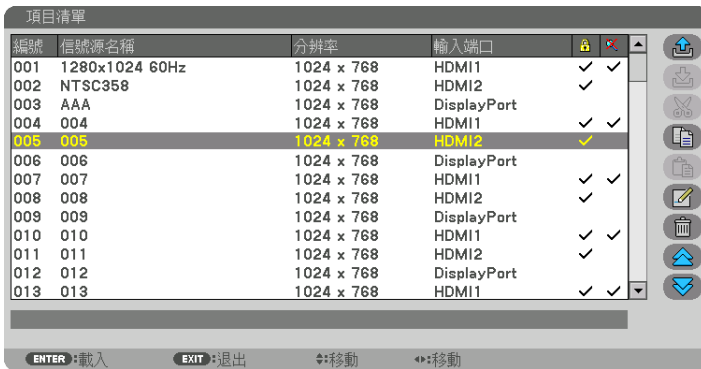 項目清單
編號 信號源名稱 分辨率 輸入端口
001 1280x1024 60Hz 1024 x 768 HDMI1 ✓ ✓
002 NTSC358 1024 x 768 HDMI2 ✓
003 AAA 1024 x 768 DisplayPort
004 004 1024 x 768 HDMI1 ✓ ✓
005 005 1024 x 768 HDMI2 ✓
006 006 1024 x 768 DisplayPort
007 007 1024 x 768 HDMI1 ✓ ✓
008 008 1024 x 768 HDMI2 ✓
009 009 1024 x 768 DisplayPort
010 010 1024 x 768 HDMI1 ✓ ✓
011 011 1024 x 768 HDMI2 ✓
012 012 1024 x 768 DisplayPort
013 013 1024 x 768 HDMI1 ✓ ✓
ENTER:載入 EXIT:退出 :移動 :移動